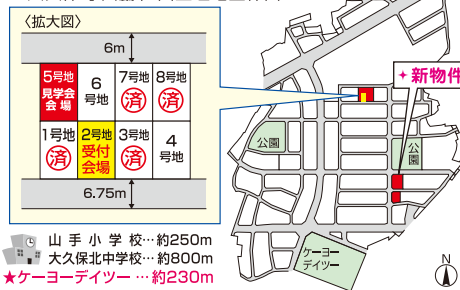 〈拡大図〉
6m
5号地
見学会
会場
6
号
地
7号地
済
8号地
済
1号地
済
2号地
受付
会場
3号地
済
4
号
地
6.75m
新物件
公園
公園
ケーヨー
デイツー
N
山手小学校…約250m
大久保北中学校…約800m
★ケーヨーデイツー…約230m